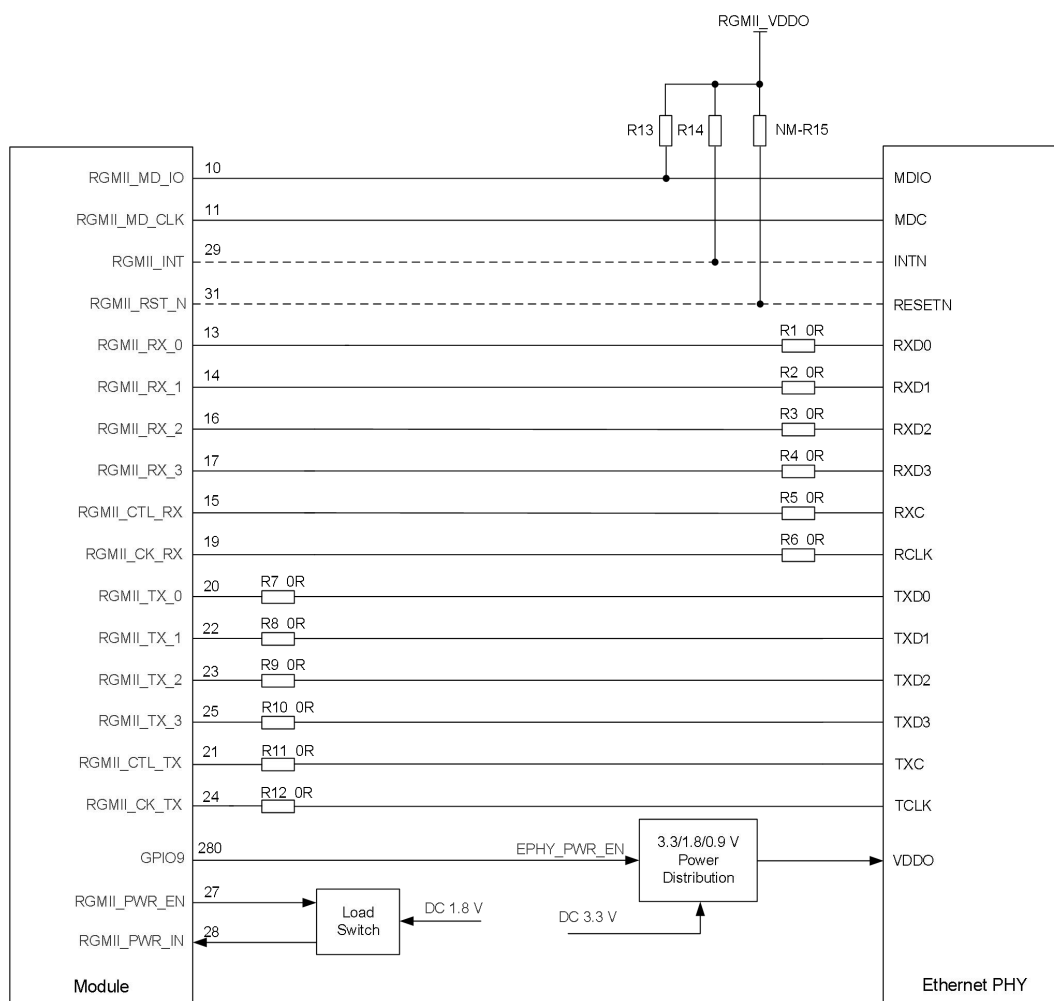 RGMII_VDDO
R13 R14 NM-R15
RGMII_MD_IO 10 MDIO
RGMII_MD_CLK 11 MDC
RGMII_INT 29 INTN
RGMII_RST_N 31 RESETN
RGMII_RX_0 13 R1 0R RXD0
RGMII_RX_1 14 R2 0R RXD1
RGMII_RX_2 16 R3 0R RXD2
RGMII_RX_3 17 R4 0R RXD3
RGMII_CTL_RX 15 R5 0R RXC
RGMII_CK_RX 19 R6 0R RCLK
RGMII_TX_0 20 R7 0R TXD0
RGMII_TX_1 22 R8 0R TXD1
RGMII_TX_2 23 R9 0R TXD2
RGMII_TX_3 25 R10 0R TXD3
RGMII_CTL_TX 21 R11 0R TXC
RGMII_CK_TX 24 R12 0R TCLK
GPIO9 280 EPHY_PWR_EN
3.3/1.8/0.9 V
Power
Distribution
VDDO
RGMII_PWR_EN 27
Load
Switch
DC 1.8 V
DC 3.3 V
RGMII_PWR_IN 28
Module
Ethernet PHY